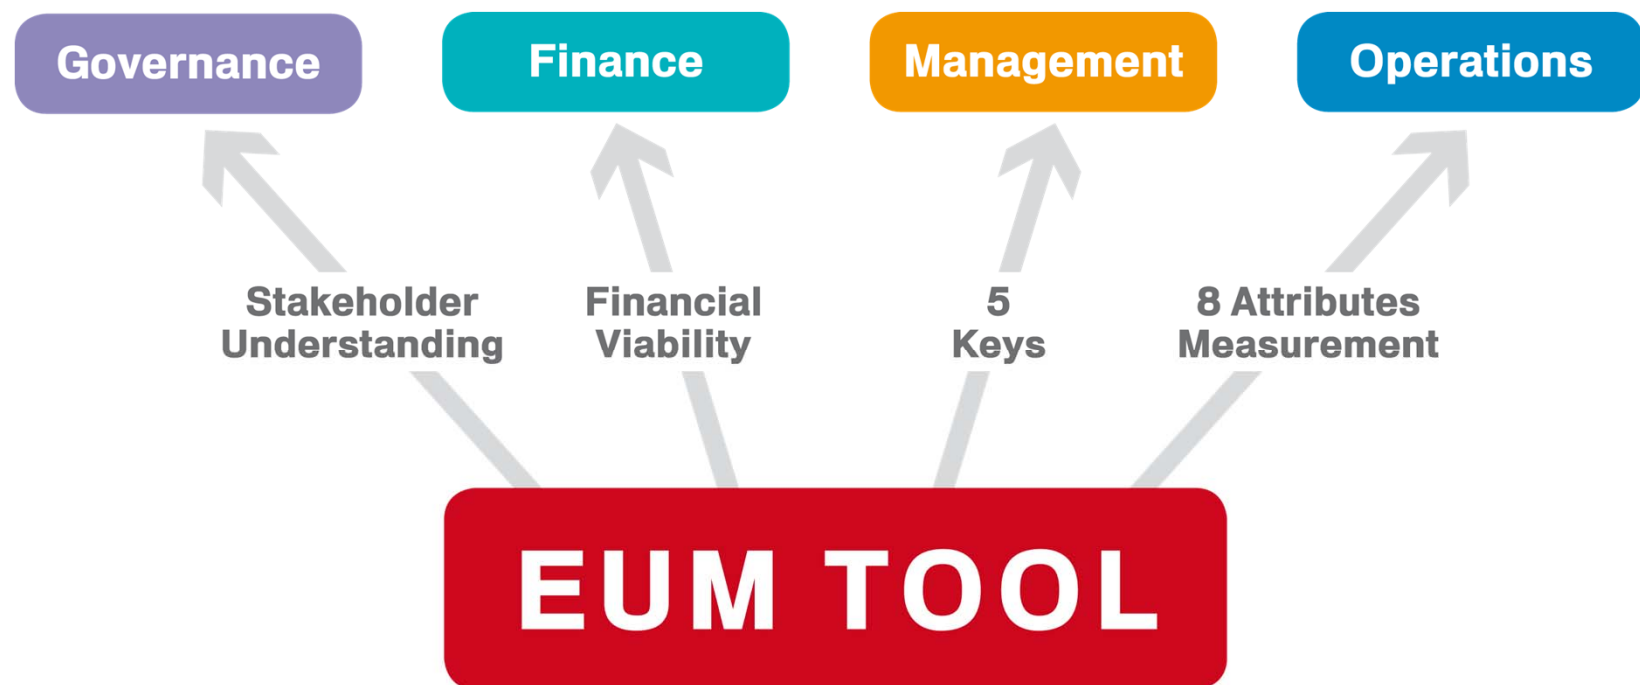 Governance
Finance
Management
Operations
Stakeholder
Understanding
Financial
Viability
5
Keys
8 Attributes
Measurement
EUM TOOL